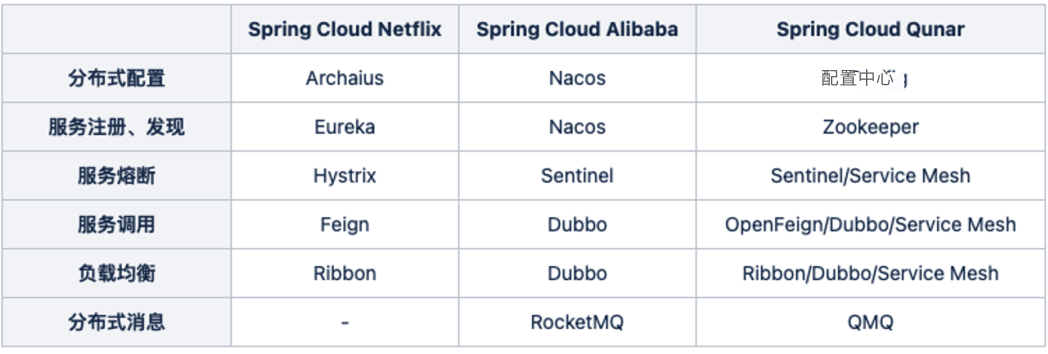 Spring Cloud Netflix Spring Cloud Alibaba Spring Cloud Qunar
分布式配置 Archaius Nacos 配置中心
服务注册、发现 Eureka Nacos Zookeeper
服务熔断 Hystrix Sentinel Sentinel/Service Mesh
服务调用 Feign Dubbo OpenFeign/Dubbo/Service Mesh
负载均衡 Ribbon Dubbo Ribbon/Dubbo/Service Mesh
分布式消息 - RocketMQ QMQ